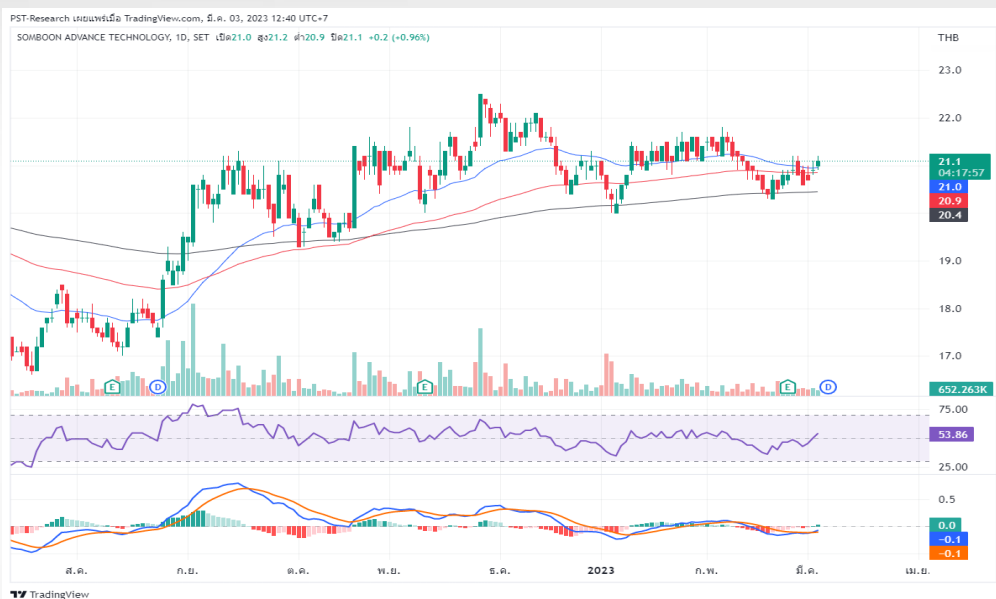 PST-Research เผยแพร่เมื่อ TradingView.com, มี.ค. 03, 2023 12:40 UTC+7
SOMBOON ADVANCE TECHNOLOGY, 1D, SET เปิด21.0 สูง21.2 ต่ำ20.9 ปิด21.1 +0.2 (+0.96%)
THB
23.0
22.0
21.1
04:17:57
21.0
20.9
20.4
19.0
18.0
17.0
E
D
E
E
D
652.263K
75.00
53.86
25.00
0.5
0.0
-0.1
-0.1
ส.ค.
ก.ย.
ต.ค.
พ.ย.
ธ.ค.
2023
ก.พ.
มี.ค.
เม.ย.
TradingView